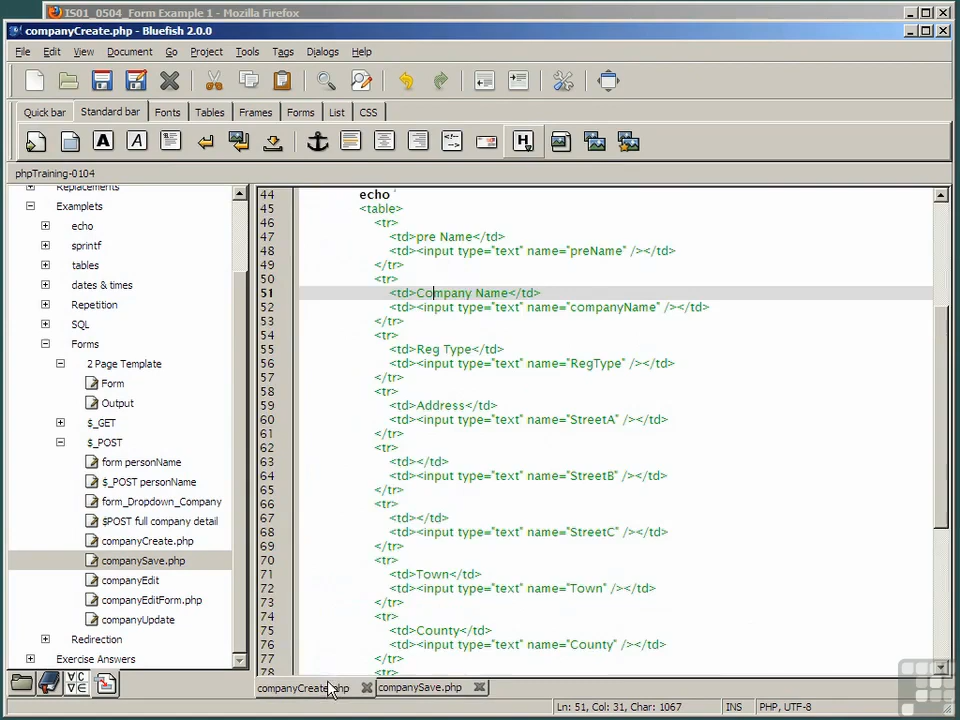 IS01_0504_Form Example 1 - Mozilla Firefox
companyCreate.php - Bluefish 2.0.0
File Edit View Document Go Project Tools Tags Dialogs Help
Quick bar Standard bar Fonts Tables Frames Forms List CSS
phpTraining-0104
Replacements
Examplets
echo
sprintf
tables
dates & times
Repetition
SQL
Forms
2 Page Template
Form
Output
$_GET
$_POST
form personName
$_POST personName
form_Dropdown_Company
$POST full company detail
companyCreate.php
companySave.php
companyEdit
companyEditForm.php
companyUpdate
Redirection
Exercise Answers
44 echo '
45 <table>
46 <tr>
47 <td>pre Name</td>
48 <td><input type="text" name="preName" /></td>
49 </tr>
50 <tr>
51 <td>Company Name</td>
52 <td><input type="text" name="companyName" /></td>
53 </tr>
54 <tr>
55 <td>Reg Type</td>
56 <td><input type="text" name="RegType" /></td>
57 </tr>
58 <tr>
59 <td>Address</td>
60 <td><input type="text" name="StreetA" /></td>
61 </tr>
62 <tr>
63 <td></td>
64 <td><input type="text" name="StreetB" /></td>
65 </tr>
66 <tr>
67 <td></td>
68 <td><input type="text" name="StreetC" /></td>
69 </tr>
70 <tr>
71 <td>Town</td>
72 <td><input type="text" name="Town" /></td>
73 </tr>
74 <tr>
75 <td>County</td>
76 <td><input type="text" name="County" /></td>
77 </tr>
78 <tr>
companyCreate.php companySave.php
Ln: 51, Col: 31, Char: 1067 INS PHP, UTF-8